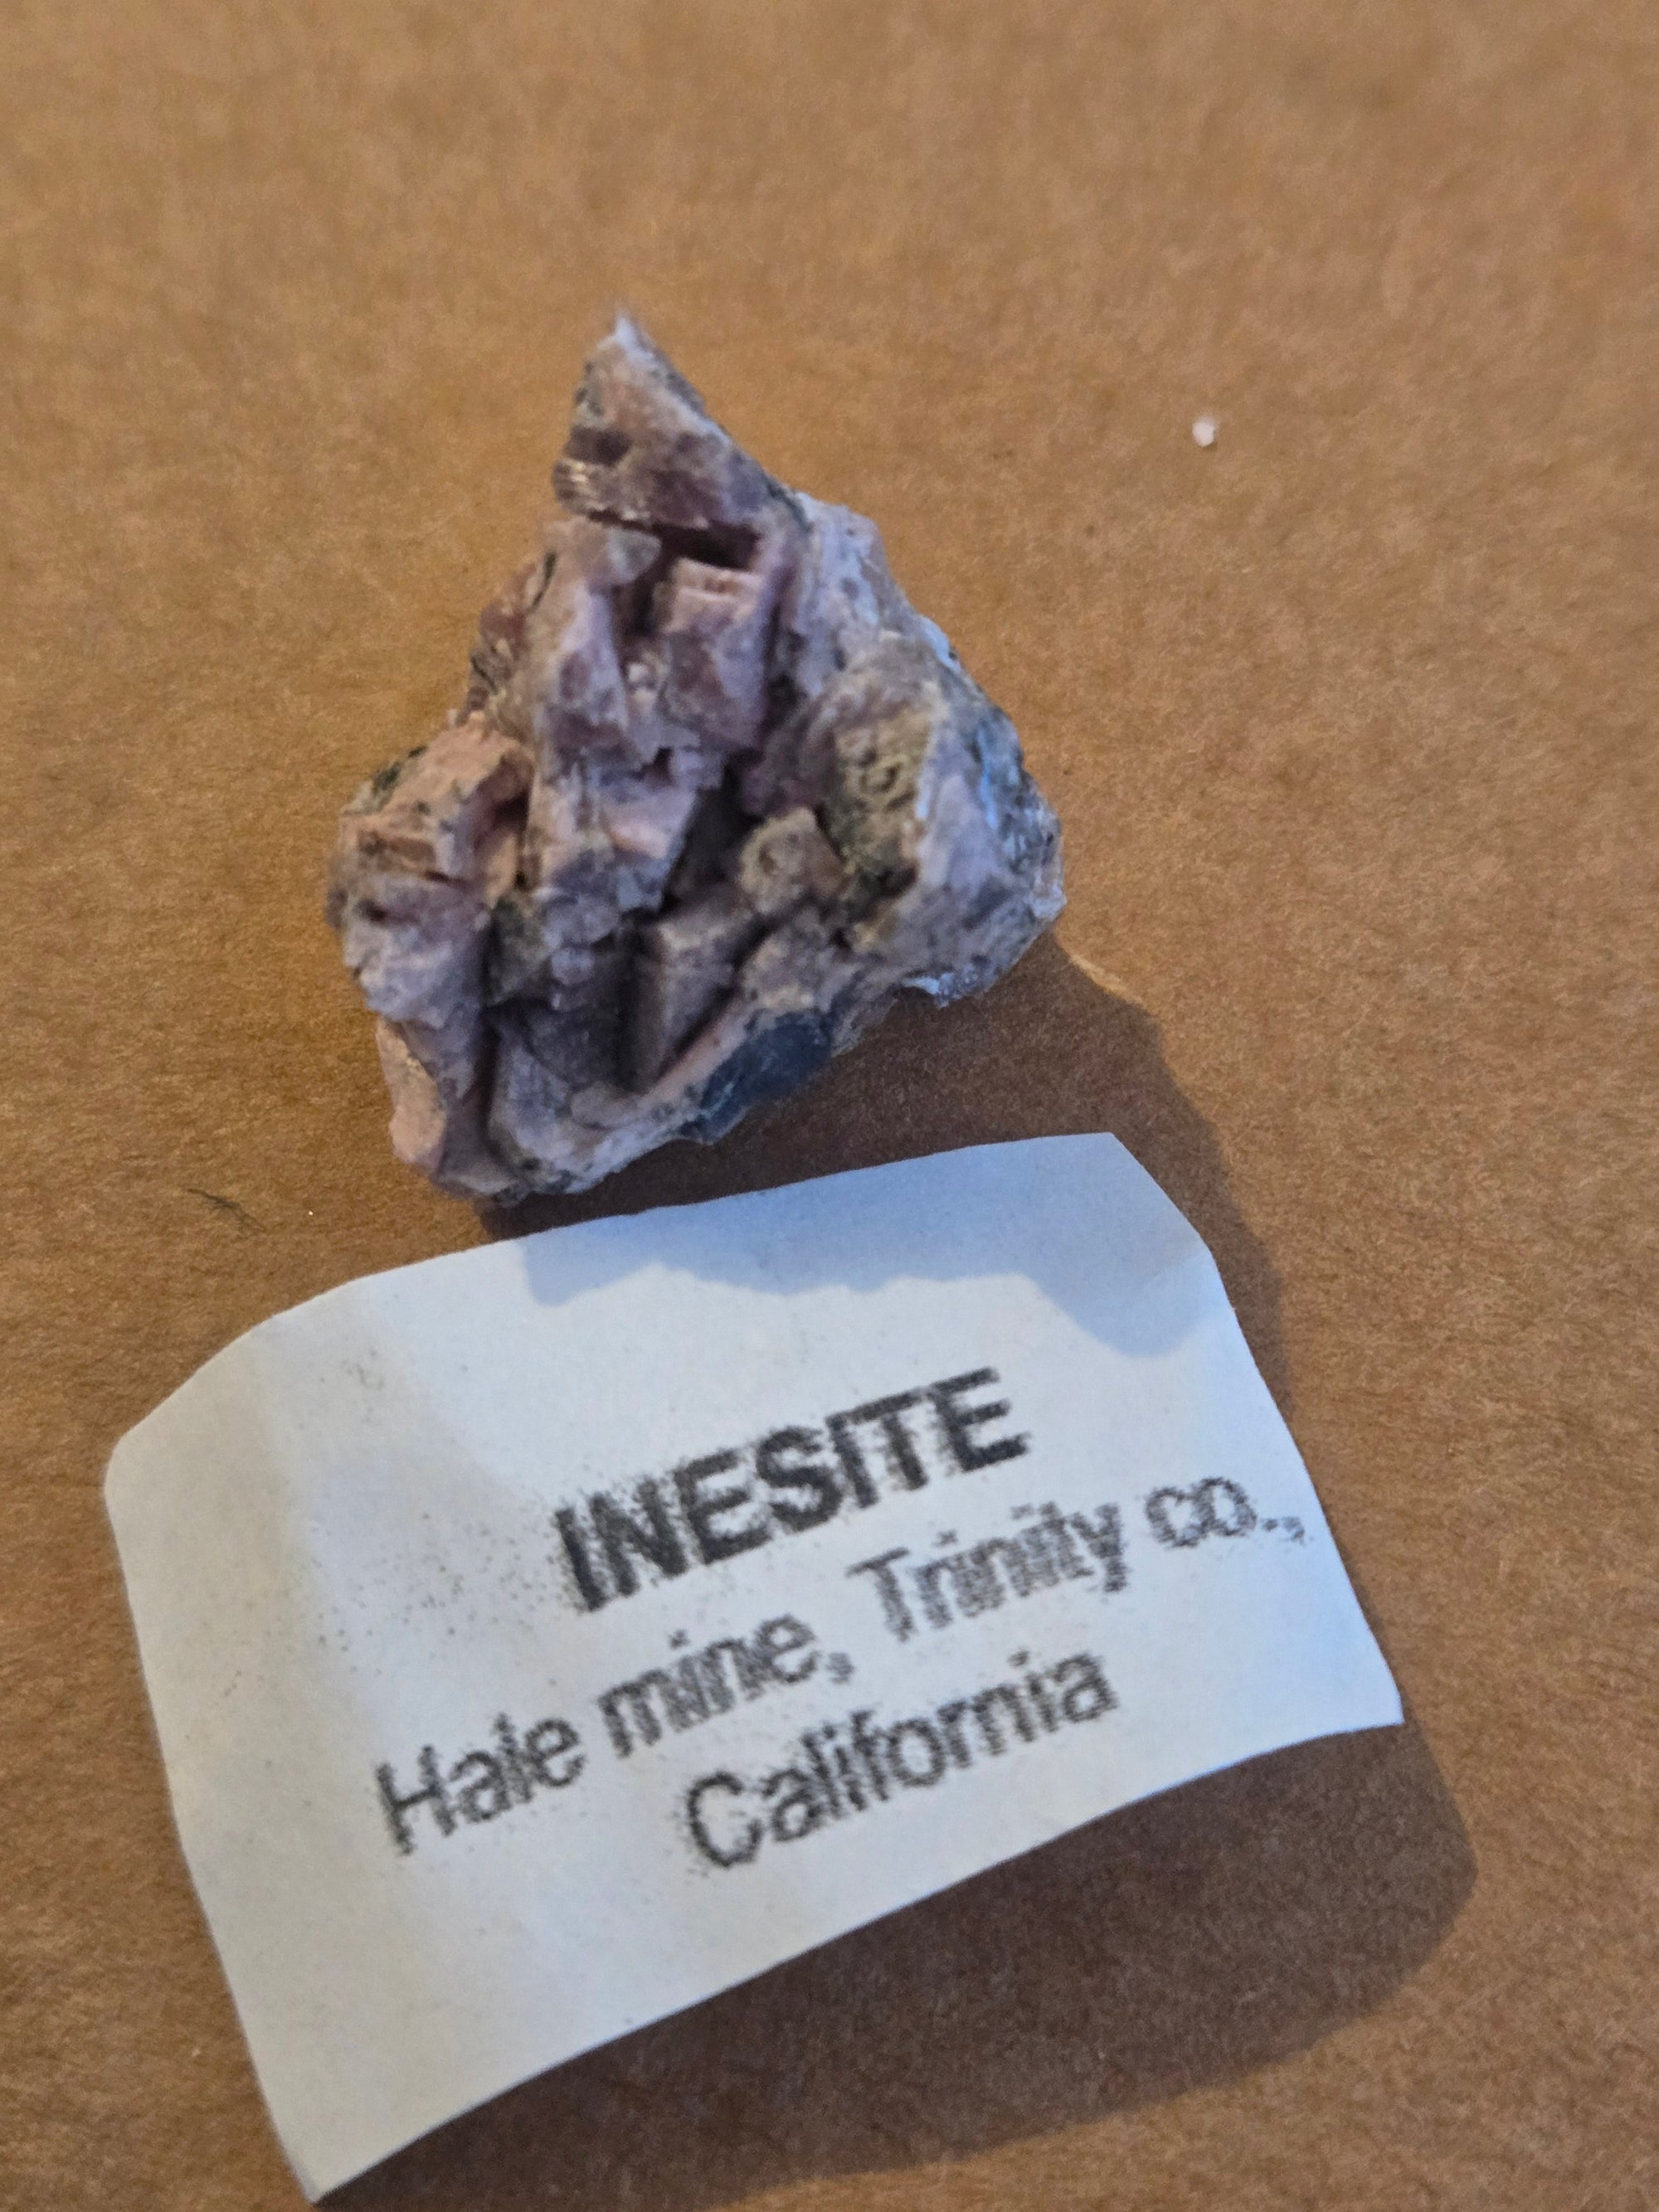 INESITE
Hale mine, Trinity co.,
California